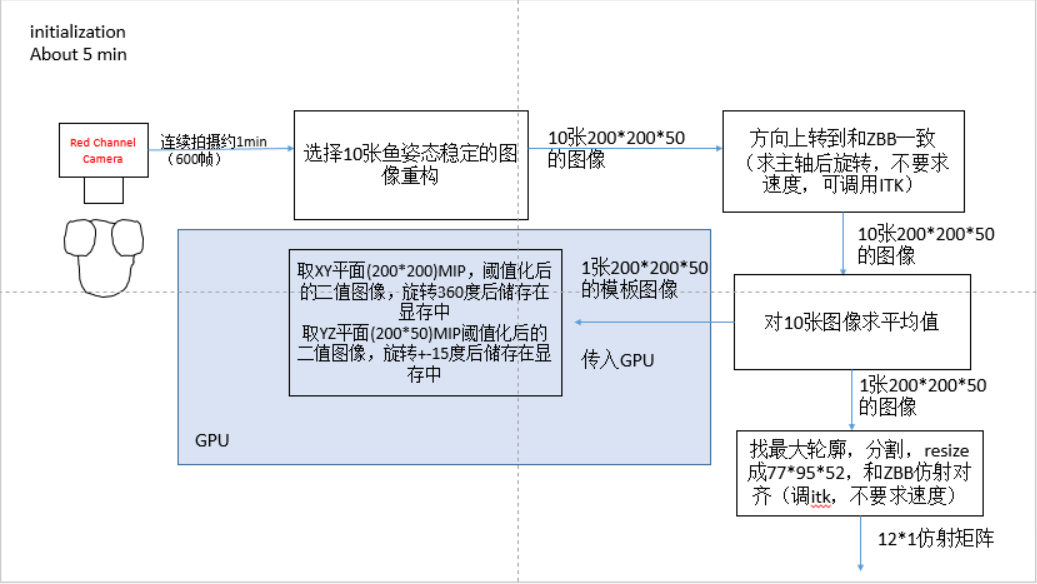 initialization
About 5 min
Red Channel
Camera
连续拍摄约1min
（600帧）
选择10张鱼姿态稳定的图
像重构
10张200*200*50
的图像
方向上转到和ZBB一致
（求主轴后旋转，不要求
速度，可调用ITK）
10张200*200*50
的图像
对10张图像求平均值
1张200*200*50
的模板图像
传入GPU
取XY平面(200*200)MIP，阈值化后
的二值图像，旋转360度后储存在
显存中
取YZ平面(200*50)MIP阈值化后的
二值图像，旋转+-15度后储存在显
存中
GPU
1张200*200*50
的图像
找最大轮廓，分割，resize
成77*95*52，和ZBB仿射对
齐（调itk，不要求速度）
12*1仿射矩阵